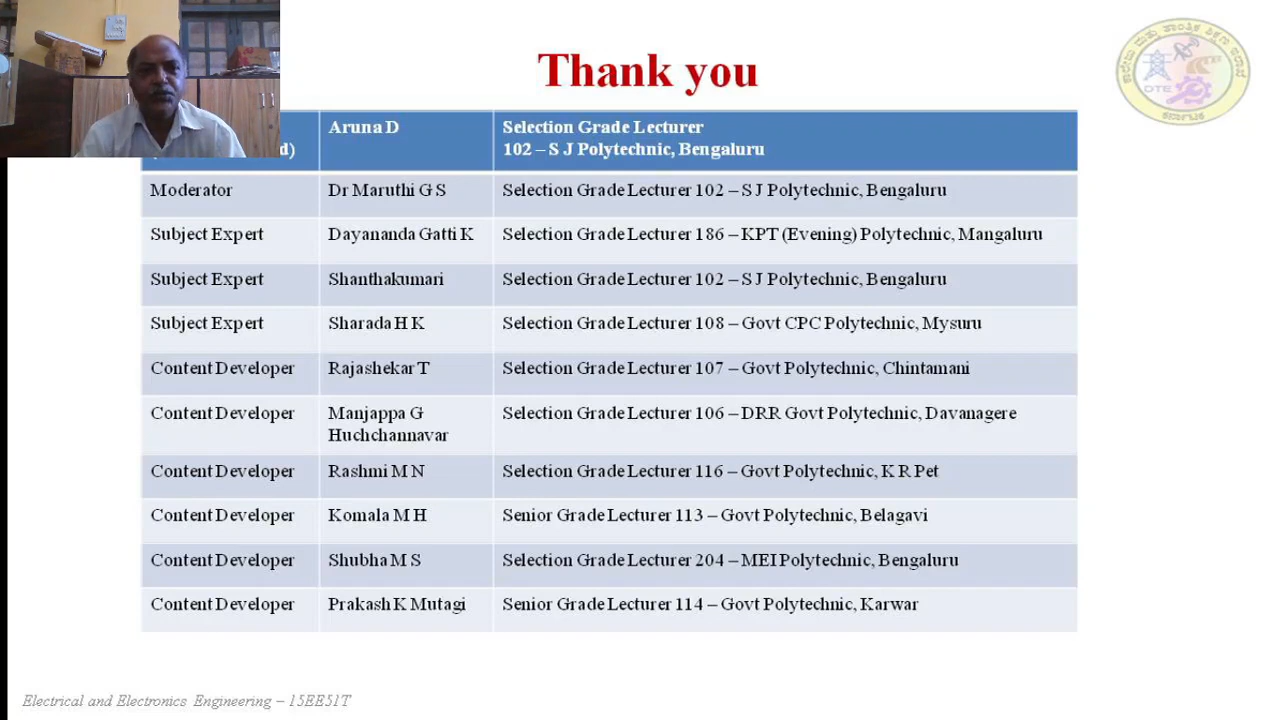 Thank you
Aruna D
Selection Grade Lecturer
d)
102 – S J Polytechnic, Bengaluru
Moderator Dr Maruthi G S Selection Grade Lecturer 102 – S J Polytechnic, Bengaluru
Subject Expert Dayananda Gatti K Selection Grade Lecturer 186 – KPT (Evening) Polytechnic, Mangaluru
Subject Expert Shanthakumari Selection Grade Lecturer 102 – S J Polytechnic, Bengaluru
Subject Expert Sharada H K Selection Grade Lecturer 108 – Govt CPC Polytechnic, Mysuru
Content Developer Rajashekar T Selection Grade Lecturer 107 – Govt Polytechnic, Chintamani
Content Developer Manjappa G Selection Grade Lecturer 106 – DRR Govt Polytechnic, Davanagere
Huchchannavar
Content Developer Rashmi M N Selection Grade Lecturer 116 – Govt Polytechnic, K R Pet
Content Developer Komala M H Senior Grade Lecturer 113 – Govt Polytechnic, Belagavi
Content Developer Shubha M S Selection Grade Lecturer 204 – MEI Polytechnic, Bengaluru
Content Developer Prakash K Mutagi Senior Grade Lecturer 114 – Govt Polytechnic, Karwar
Electrical and Electronics Engineering – 15EE51T
DTE
ಕರ್ನಾಟಕ